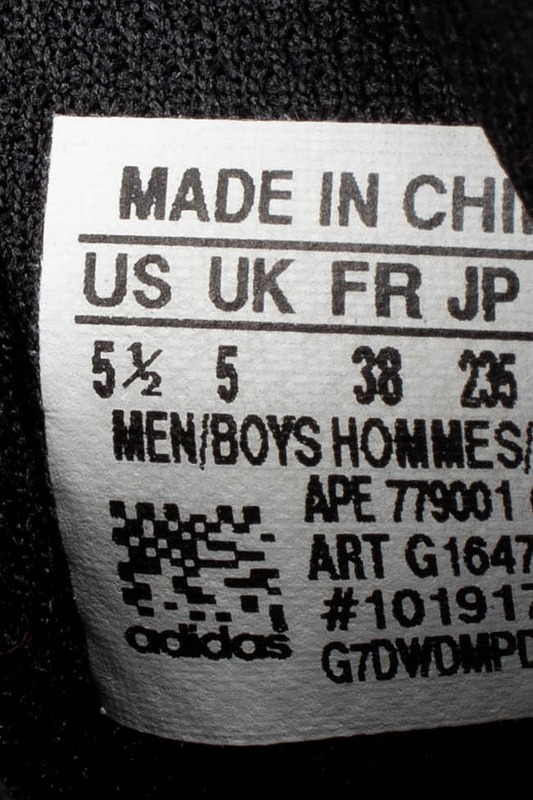 MADE IN CHI
US UK FR JP
5½ 5 38 235
MEN/BOYS HOMMES/
APE 779001
ART G1647
#101917
G7DWDMPD
adidas